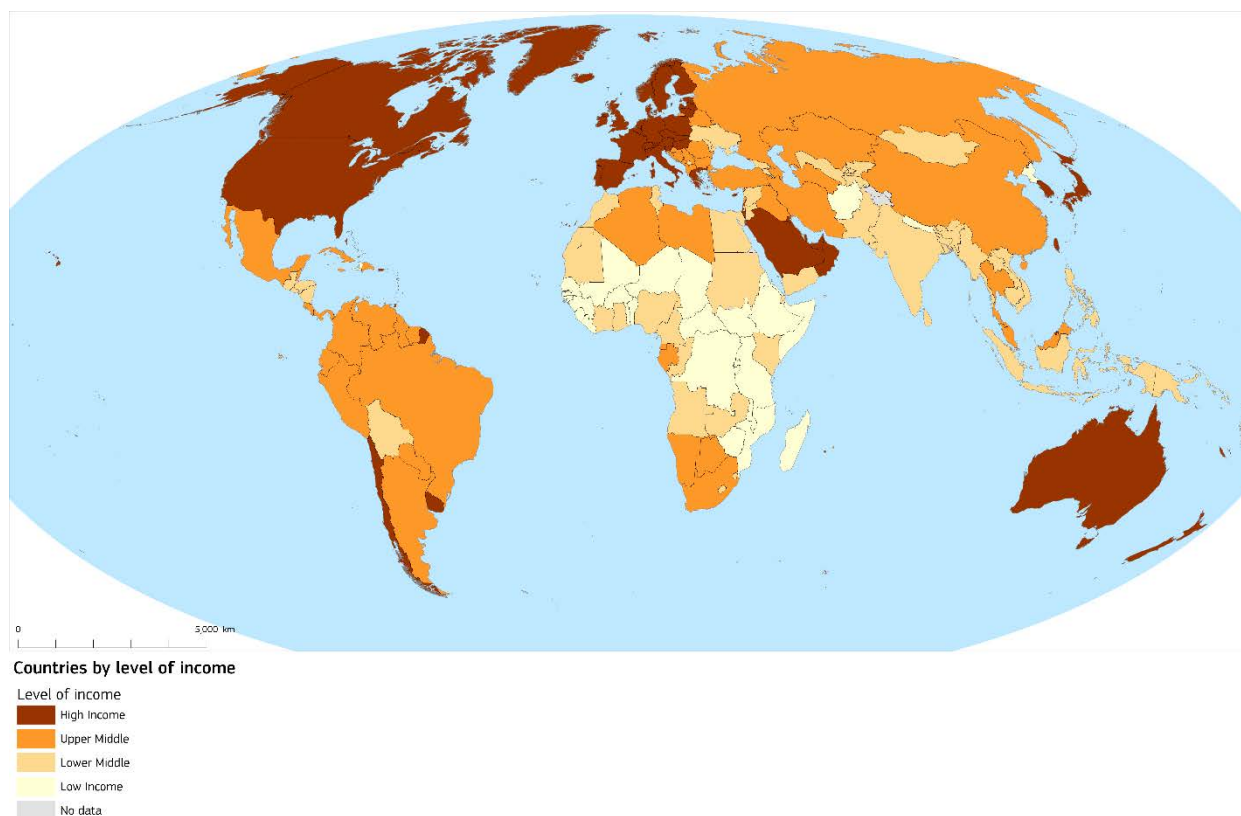 0 5,000 km
Countries by level of income
Level of income
High Income
Upper Middle
Lower Middle
Low Income
No data